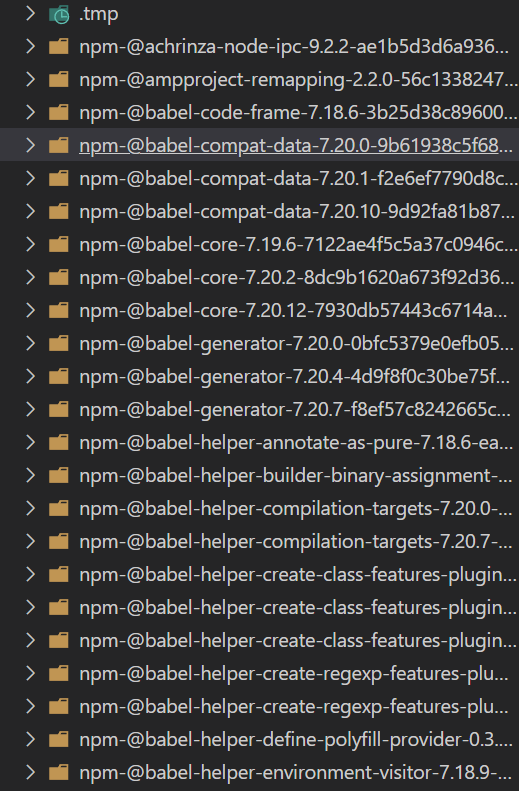 .tmp
npm-@achrinza-node-ipc-9.2.2-ae1b5d3d6a936...
npm-@ampproject-remapping-2.2.0-56c1338247...
npm-@babel-code-frame-7.18.6-3b25d38c89600...
npm-@babel-compat-data-7.20.0-9b61938c5f68...
npm-@babel-compat-data-7.20.1-f2e6ef7790d8c...
npm-@babel-compat-data-7.20.10-9d92fa81b87...
npm-@babel-core-7.19.6-7122ae4f5c5a37c0946c...
npm-@babel-core-7.20.2-8dc9b1620a673f92d36...
npm-@babel-core-7.20.12-7930db57443c6714a...
npm-@babel-generator-7.20.0-0bfc5379e0efb05...
npm-@babel-generator-7.20.4-4d9f8f0c30be75f...
npm-@babel-generator-7.20.7-f8ef57c8242665c...
npm-@babel-helper-annotate-as-pure-7.18.6-ea...
npm-@babel-helper-builder-binary-assignment-...
npm-@babel-helper-compilation-targets-7.20.0-...
npm-@babel-helper-compilation-targets-7.20.7-...
npm-@babel-helper-create-class-features-plugin...
npm-@babel-helper-create-class-features-plugin...
npm-@babel-helper-create-class-features-plugin...
npm-@babel-helper-create-regexp-features-plu...
npm-@babel-helper-create-regexp-features-plu...
npm-@babel-helper-define-polyfill-provider-0.3....
npm-@babel-helper-environment-visitor-7.18.9-...